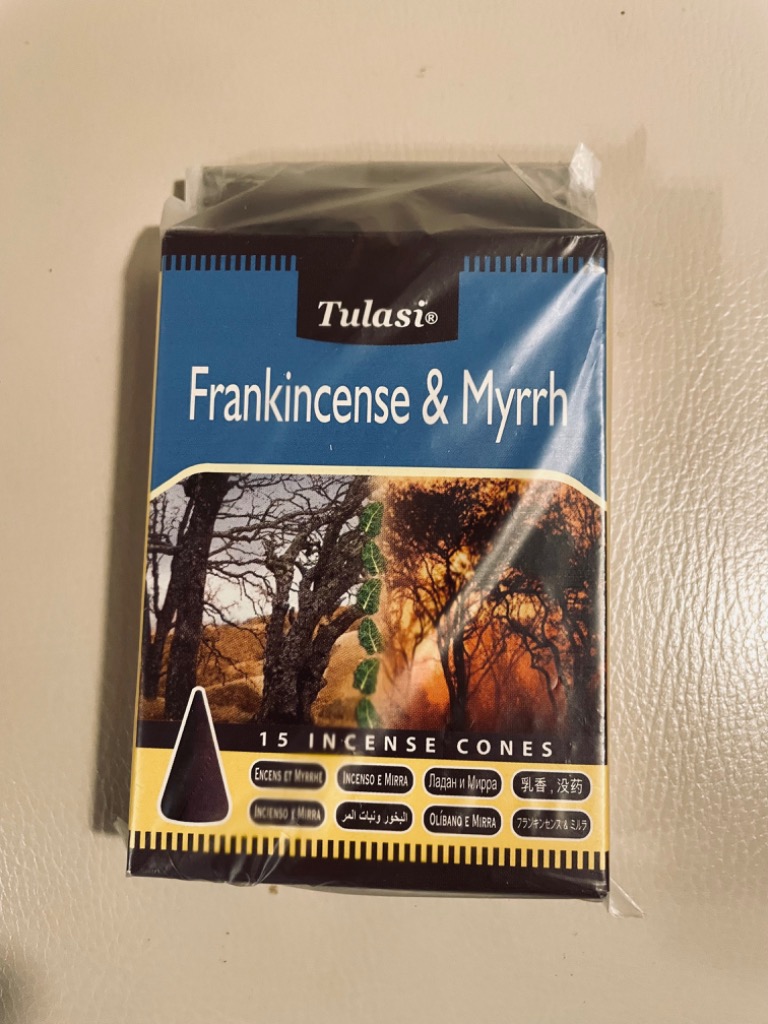 Tulasi®
Frankincense & Myrrh
15 INCENSE CONES
ENCENS ET MYRRHE
INCENSO E MIRRA
Ладан и Мирра
乳香，没药
INCIENSO Y MIRRA
البخور ونبات المر
OLÍBANO E MIRRA
フランキンセンス & ミルラ